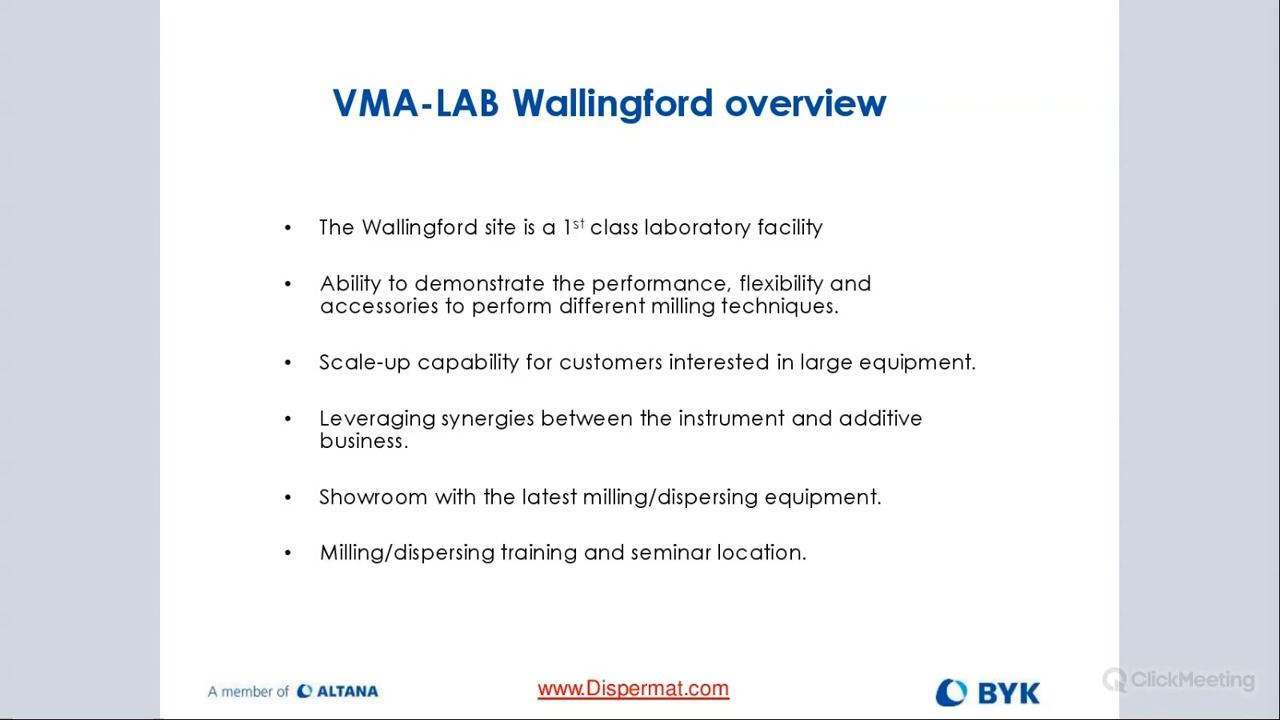 VMA-LAB Wallingford overview
• The Wallingford site is a 1st class laboratory facility
• Ability to demonstrate the performance, flexibility and
accessories to perform different milling techniques.
• Scale-up capability for customers interested in large equipment.
• Leveraging synergies between the instrument and additive
business.
• Showroom with the latest milling/dispersing equipment.
• Milling/dispersing training and seminar location.
A member of ALTANA
www.Dispermat.com
BYK
ClickMeeting